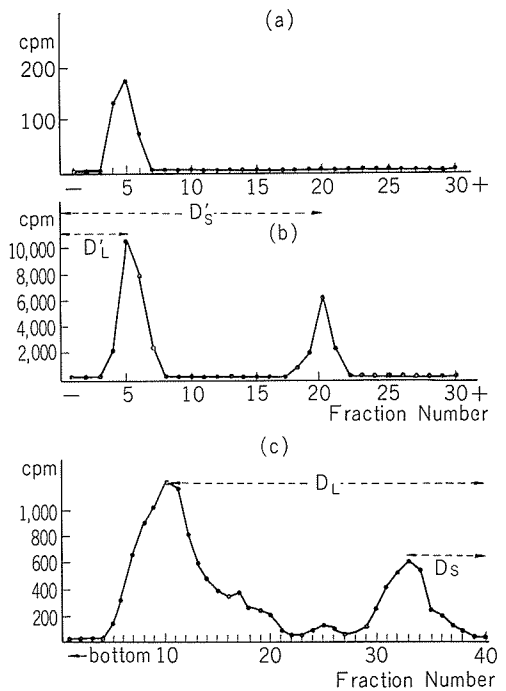 (a)
cpm
200
100
− 5 10 15 20 25 30 +
D'S
cpm
(b)
D'L
10,000
8,000
6,000
4,000
2,000
− 5 10 15 20 25 30 +
Fraction Number
(c)
cpm
DL
1,000
800
600
400
200
DS
bottom 10 20 30 40
Fraction Number